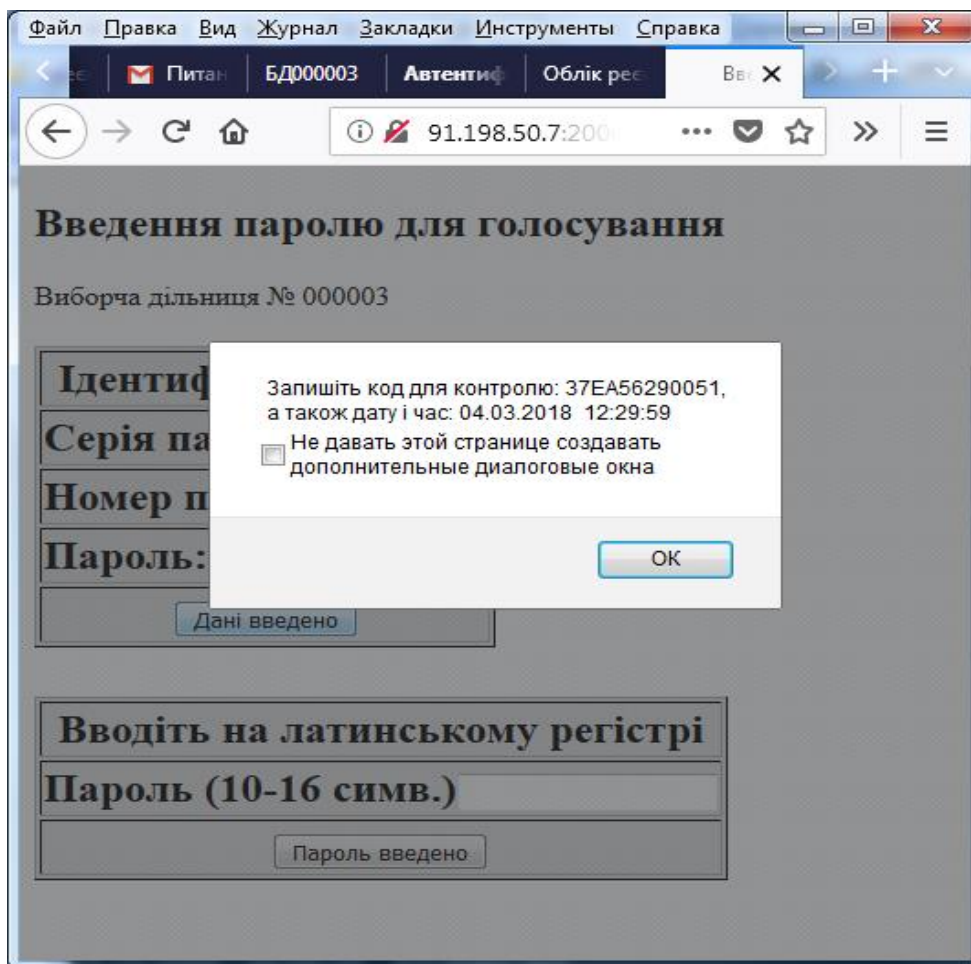 Файл Правка Вид Журнал Закладки Инструменты Справка
Питан БД000003 Автентиф Облік реє Вве
91.198.50.7:200
Введення паролю для голосування
Виборча дільниця № 000003
Ідентиф
Серія па
Номер п
Пароль:
Запишіть код для контролю: 37EA56290051,
а також дату і час: 04.03.2018 12:29:59
Не давать этой странице создавать
дополнительные диалоговые окна
OK
Дані введено
Вводіть на латинському регістрі
Пароль (10-16 симв.)
Пароль введено